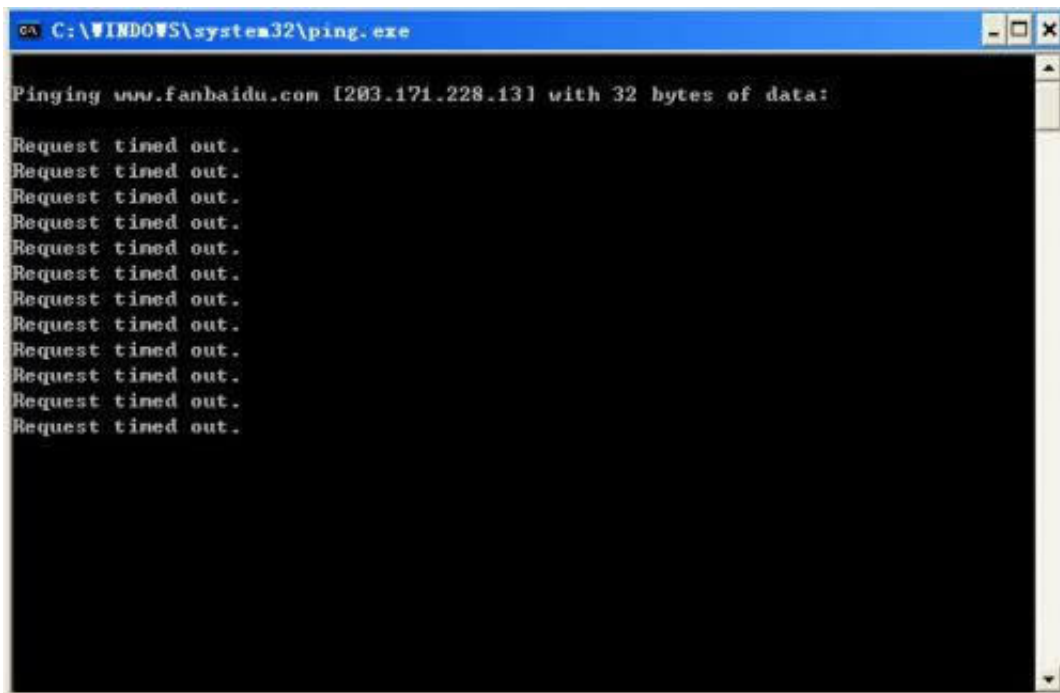 C:\WINDOWS\system32\ping.exe
Pinging www.fanbaidu.com [203.171.228.13] with 32 bytes of data:
Request timed out.
Request timed out.
Request timed out.
Request timed out.
Request timed out.
Request timed out.
Request timed out.
Request timed out.
Request timed out.
Request timed out.
Request timed out.
Request timed out.